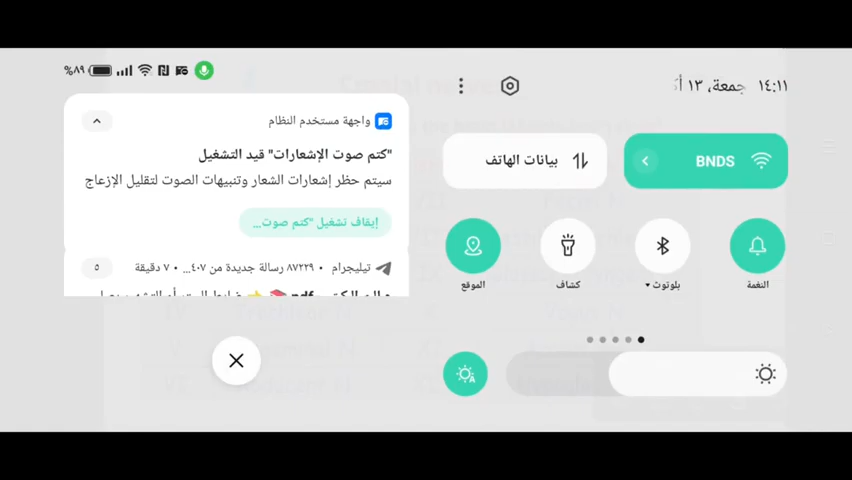 ١٤:١١ جمعة، ١٣
%٨٩
BNDS
بيانات الهاتف
النغمة
بلوتوث
كشاف
الموقع
واجهة مستخدم النظام
"كتم صوت الإشعارات" قيد التشغيل
سيتم حظر إشعارات الشعار وتنبيهات الصوت لتقليل الإزعاج
إيقاف تشغيل "كتم صوت...
تيليجرام • ٨٧٢٢٩ رسالة جديدة من ٤٠٧... • ٧ دقيقة
٥